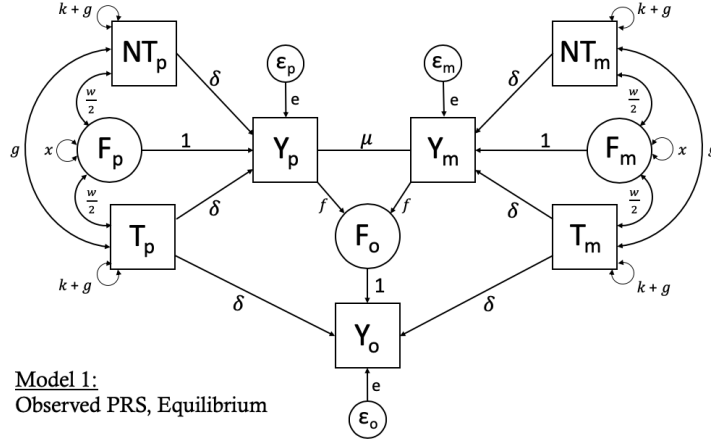 k + g
k + g
NTp
NTm
εp
εm
δ
δ
w/2
e
e
w/2
g
x
Fp
1
Yp
μ
Ym
1
Fm
x
g
w/2
δ
f
f
δ
w/2
Tp
Fo
Tm
k + g
1
k + g
δ
δ
Yo
Model 1:
e
Observed PRS, Equilibrium
εo